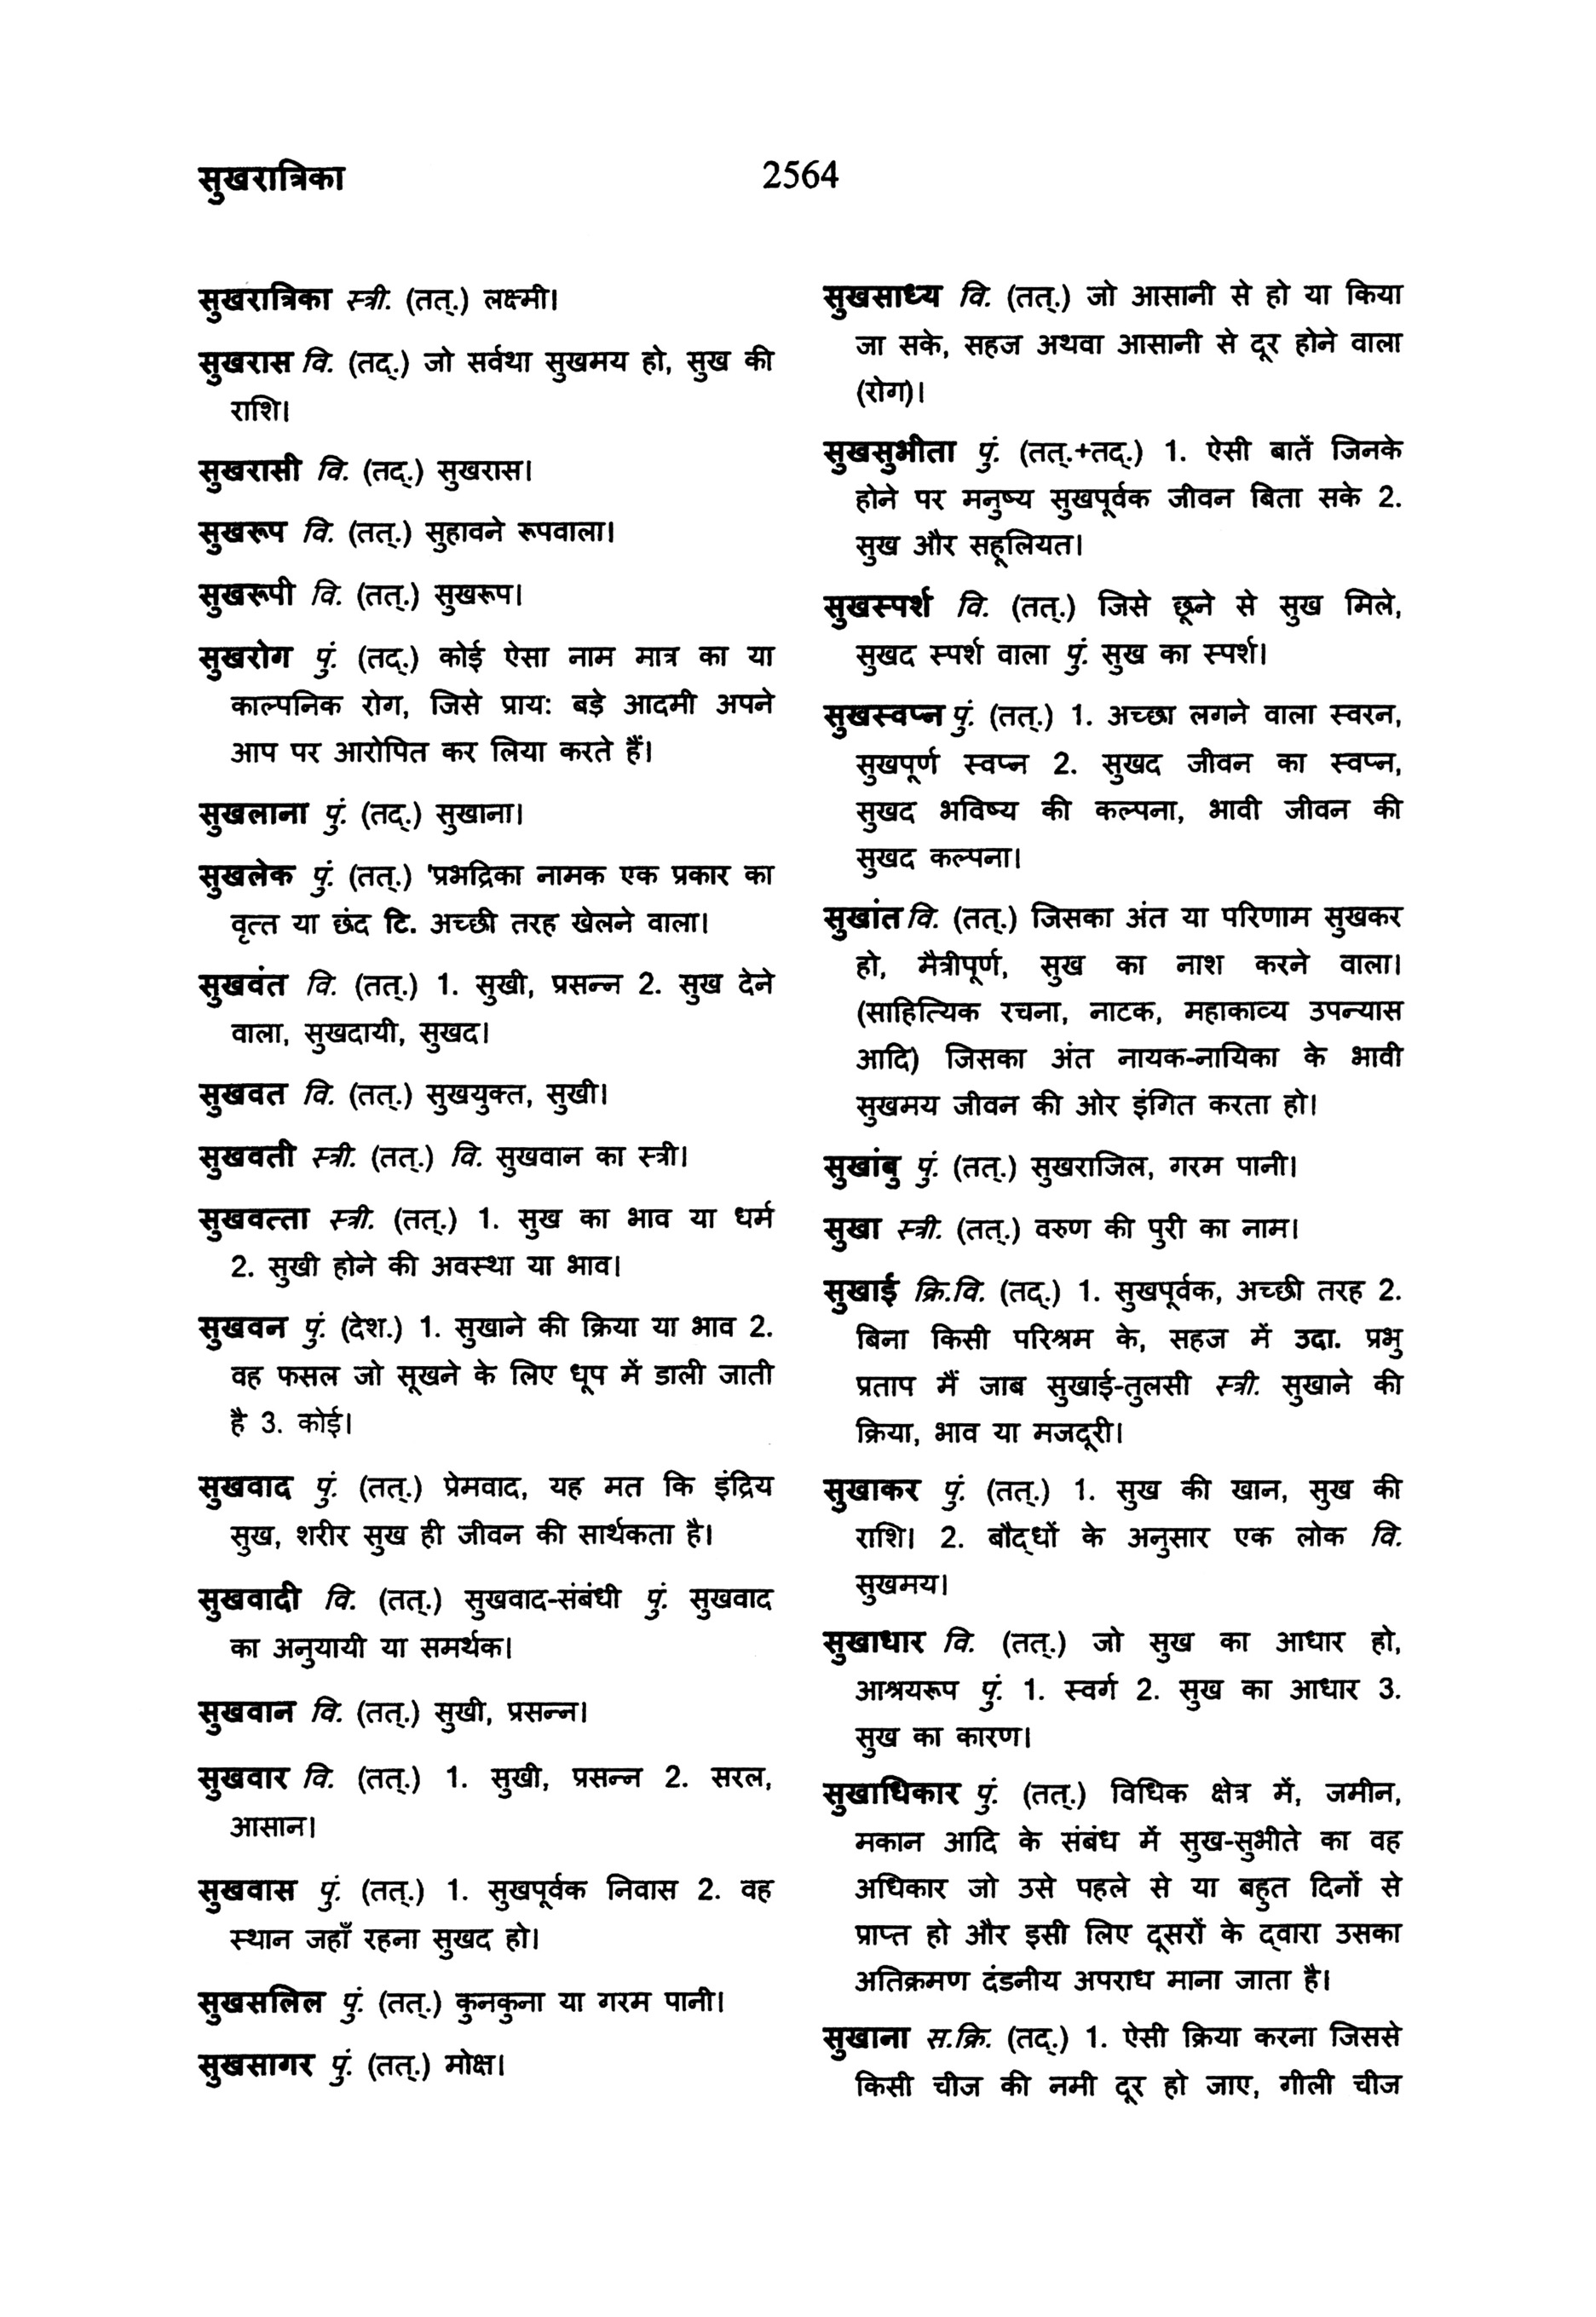 सुखरात्रिका
2564
सुखरात्रिका स्त्री. (तत्.) लक्ष्मी।
सुखरास वि. (तद्.) जो सर्वथा सुखमय हो, सुख की
राशि।
सुखरासी वि. (तद्.) सुखरास।
सुखरूप वि. (तत्.) सुहावने रूपवाला।
सुखरूपी वि. (तत्.) सुखरूप।
सुखरोग पुं. (तद्.) कोई ऐसा नाम मात्र का या
काल्पनिक रोग, जिसे प्राय: बड़े आदमी अपने
आप पर आरोपित कर लिया करते हैं।
सुखलाना पुं. (तद्.) सुखाना।
सुखलेक पुं. (तत्.) 'प्रभद्रिका नामक एक प्रकार का
वृत्त या छंद टि. अच्छी तरह खेलने वाला।
सुखवंत वि. (तत्.) 1. सुखी, प्रसन्न 2. सुख देने
वाला, सुखदायी, सुखद।
सुखवत वि. (तत्.) सुखयुक्त, सुखी।
सुखवती स्त्री. (तत्.) वि. सुखवान का स्त्री।
सुखवत्ता स्त्री. (तत्.) 1. सुख का भाव या धर्म
2. सुखी होने की अवस्था या भाव।
सुखवन पुं. (देश.) 1. सुखाने की क्रिया या भाव 2.
वह फसल जो सूखने के लिए धूप में डाली जाती
है 3. कोई।
सुखवाद पुं. (तत्.) प्रेमवाद, यह मत कि इंद्रिय
सुख, शरीर सुख ही जीवन की सार्थकता है।
सुखवादी वि. (तत्.) सुखवाद-संबंधी पुं. सुखवाद
का अनुयायी या समर्थक।
सुखवान वि. (तत्.) सुखी, प्रसन्न।
सुखवार वि. (तत्.) 1. सुखी, प्रसन्न 2. सरल,
आसान।
सुखवास पुं. (तत्.) 1. सुखपूर्वक निवास 2. वह
स्थान जहाँ रहना सुखद हो।
सुखसलिल पुं. (तत्.) कुनकुना या गरम पानी।
सुखसागर पुं. (तत्.) मोक्ष।
सुखसाध्य वि. (तत्.) जो आसानी से हो या किया
जा सके, सहज अथवा आसानी से दूर होने वाला
(रोग)।
सुखसुभीता पुं. (तत्.+तद्.) 1. ऐसी बातें जिनके
होने पर मनुष्य सुखपूर्वक जीवन बिता सके 2.
सुख और सहूलियत।
सुखस्पर्श वि. (तत्.) जिसे छूने से सुख मिले,
सुखद स्पर्श वाला पुं. सुख का स्पर्श।
सुखस्वप्न पुं. (तत्.) 1. अच्छा लगने वाला स्वरन,
सुखपूर्ण स्वप्न 2. सुखद जीवन का स्वप्न,
सुखद भविष्य की कल्पना, भावी जीवन की
सुखद कल्पना।
सुखांत वि. (तत्.) जिसका अंत या परिणाम सुखकर
हो, मैत्रीपूर्ण, सुख का नाश करने वाला।
(साहित्यिक रचना, नाटक, महाकाव्य उपन्यास
आदि) जिसका अंत नायक-नायिका के भावी
सुखमय जीवन की ओर इंगित करता हो।
सुखांबु पुं. (तत्.) सुखराजिल, गरम पानी।
सुखा स्त्री. (तत्.) वरुण की पुरी का नाम।
सुखाई क्रि.वि. (तद्.) 1. सुखपूर्वक, अच्छी तरह 2.
बिना किसी परिश्रम के, सहज में उदा. प्रभु
प्रताप मैं जाब सुखाई-तुलसी स्त्री. सुखाने की
क्रिया, भाव या मजदूरी।
सुखाकर पुं. (तत्.) 1. सुख की खान, सुख की
राशि। 2. बौद्धों के अनुसार एक लोक वि.
सुखमय।
सुखाधार वि. (तत्.) जो सुख का आधार हो,
आश्रयरूप पुं. 1. स्वर्ग 2. सुख का आधार 3.
सुख का कारण।
सुखाधिकार पुं. (तत्.) विधिक क्षेत्र में, जमीन,
मकान आदि के संबंध में सुख-सुभीते का वह
अधिकार जो उसे पहले से या बहुत दिनों से
प्राप्त हो और इसी लिए दूसरों के द्वारा उसका
अतिक्रमण दंडनीय अपराध माना जाता है।
सुखाना स.क्रि. (तद्.) 1. ऐसी क्रिया करना जिससे
किसी चीज की नमी दूर हो जाए, गीली चीज